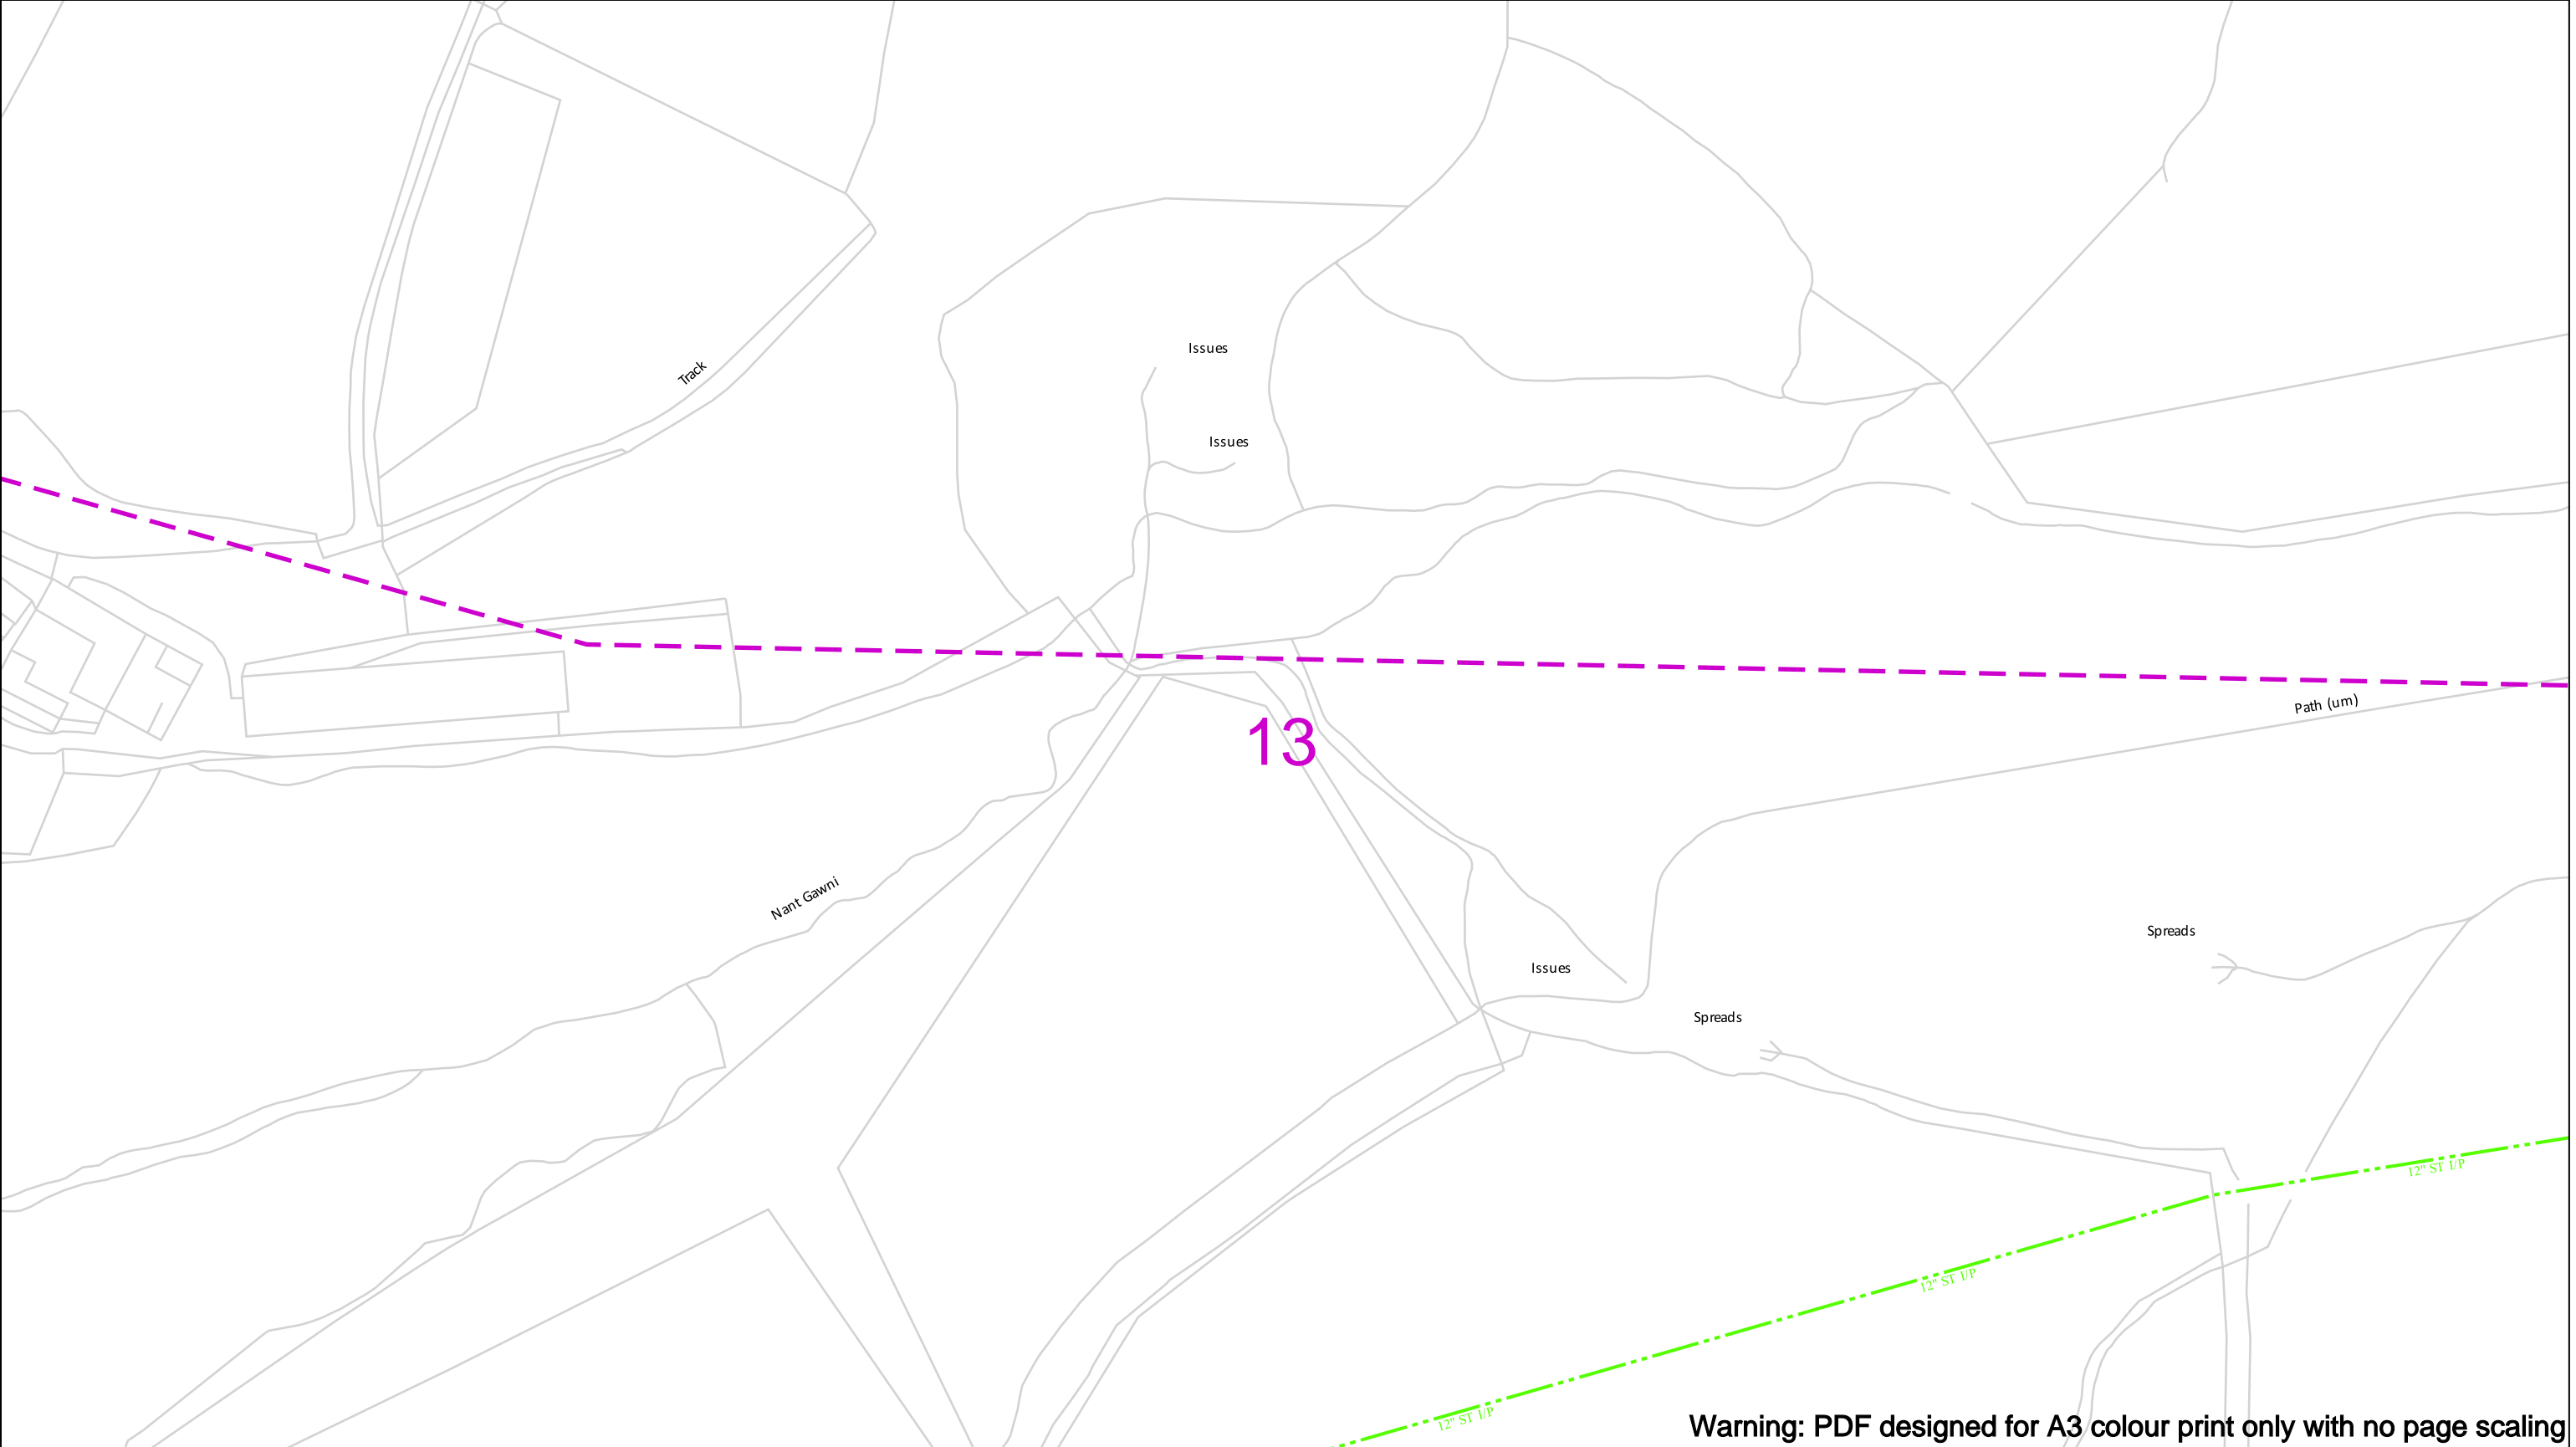 Issues
Track
Issues
Path (um)
13
Nant Gawni
Spreads
Issues
Spreads
12" ST I/P
12" ST I/P
12" ST I/P
Warning: PDF designed for A3 colour print only with no page scaling